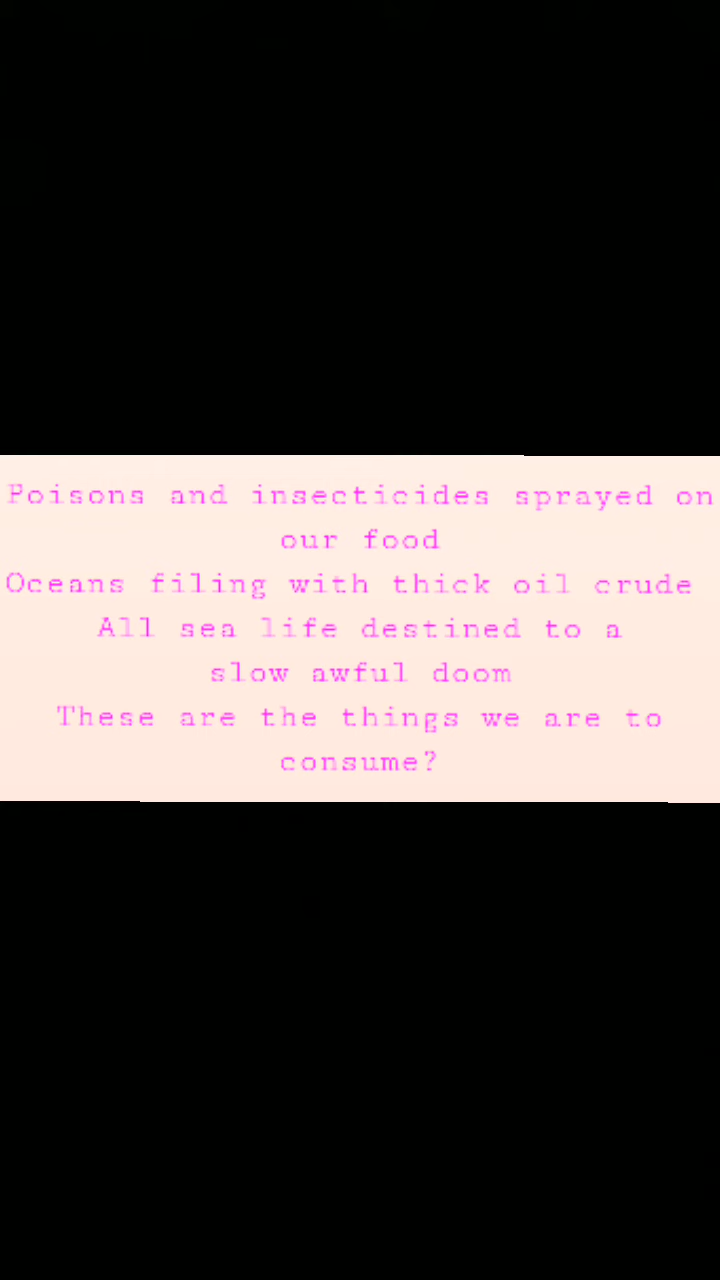 Poisons and insecticides sprayed on
our food
Oceans filing with thick oil crude
All sea life destined to a
slow awful doom
These are the things we are to
consume?